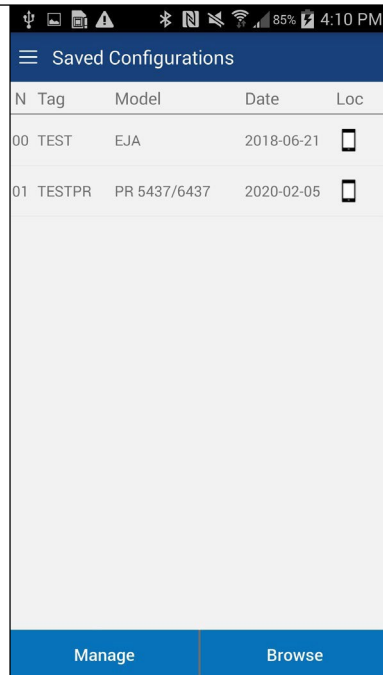 85% 4:10 PM
Saved Configurations
N Tag Model Date Loc
00 TEST EJA 2018-06-21
01 TESTPR PR 5437/6437 2020-02-05
Manage Browse